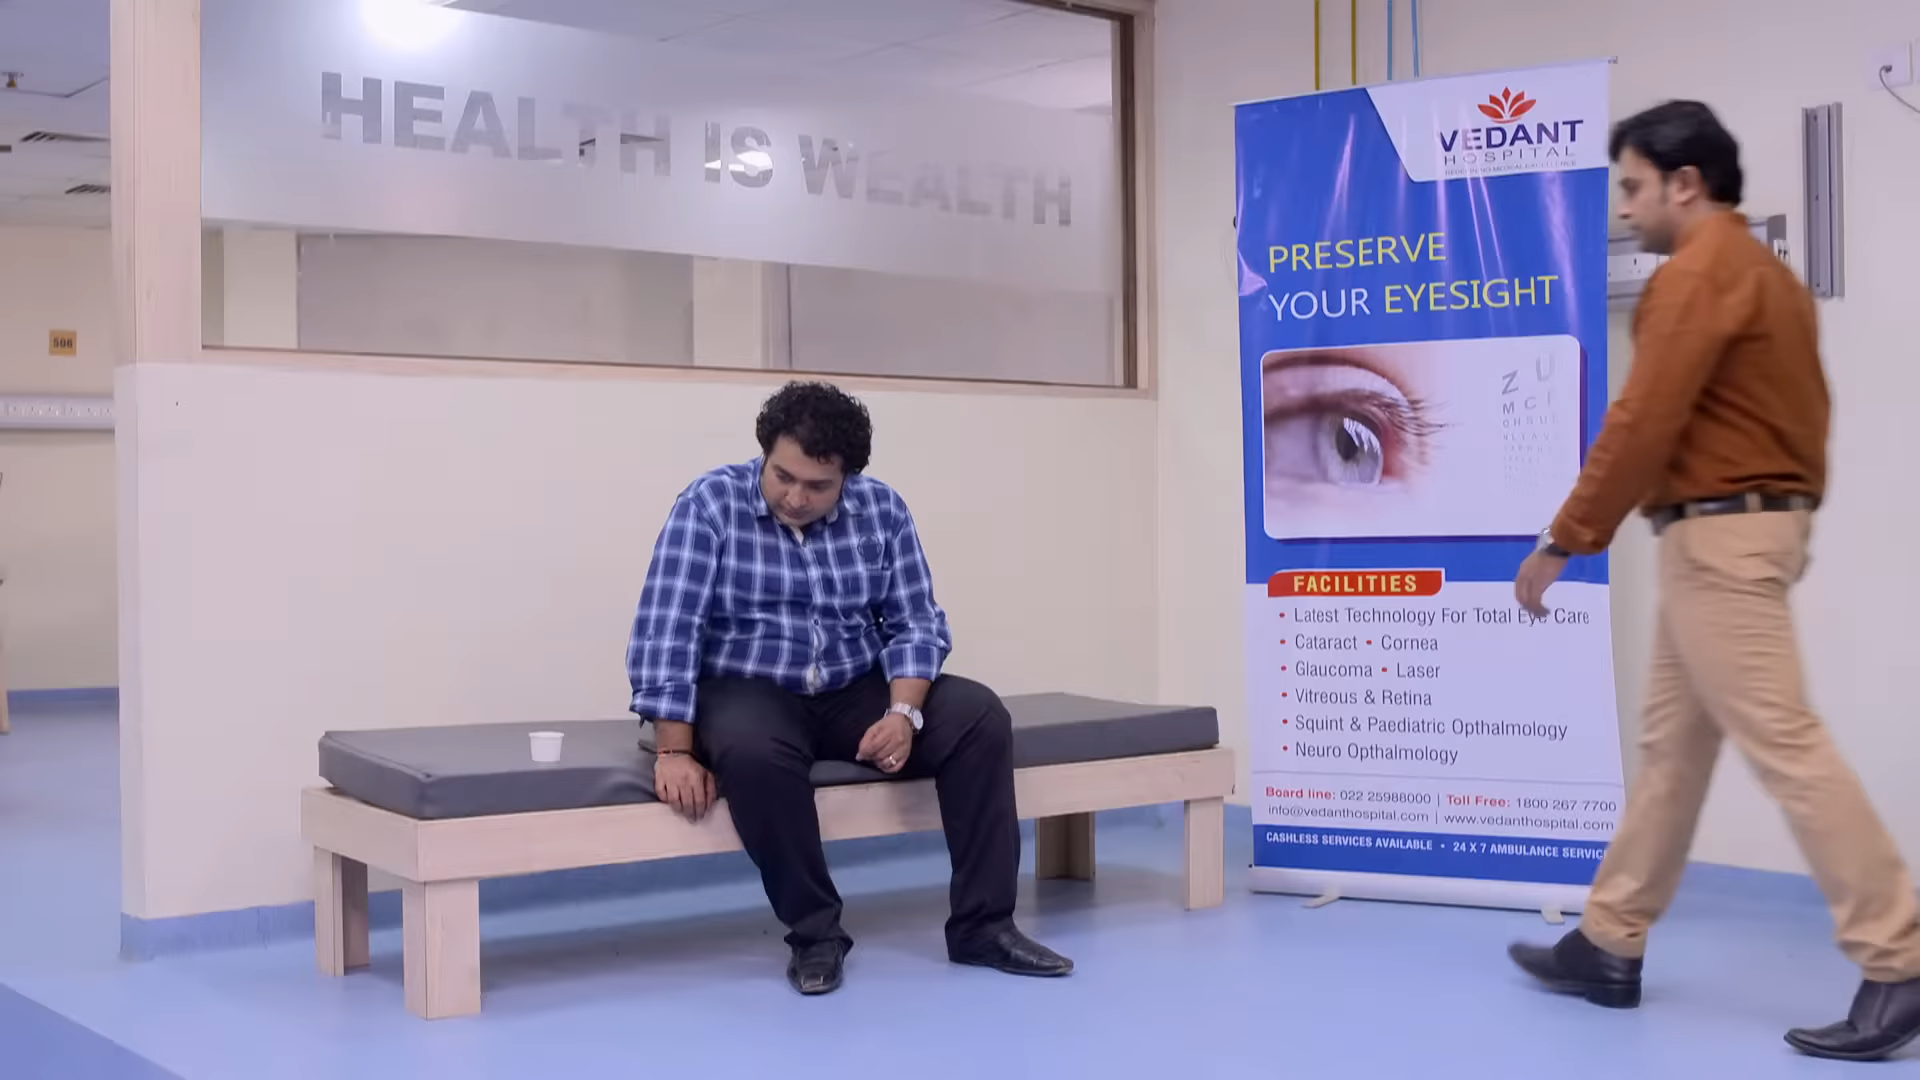 HEALTH IS WEALTH
VEDANT
HOSPITAL
PRESERVE
YOUR EYESIGHT
Z U
M C I
FACILITIES
• Latest Technology For Total Eye Care
• Cataract • Cornea
• Glaucoma • Laser
• Vitreous & Retina
• Squint & Paediatric Opthalmology
• Neuro Opthalmology
Board line: 022 25988000 | Toll Free: 1800 267 7700
info@vedanthospital.com | www.vedanthospital.com
CASHLESS SERVICES AVAILABLE • 24 X 7 AMBULANCE SERVIC
506